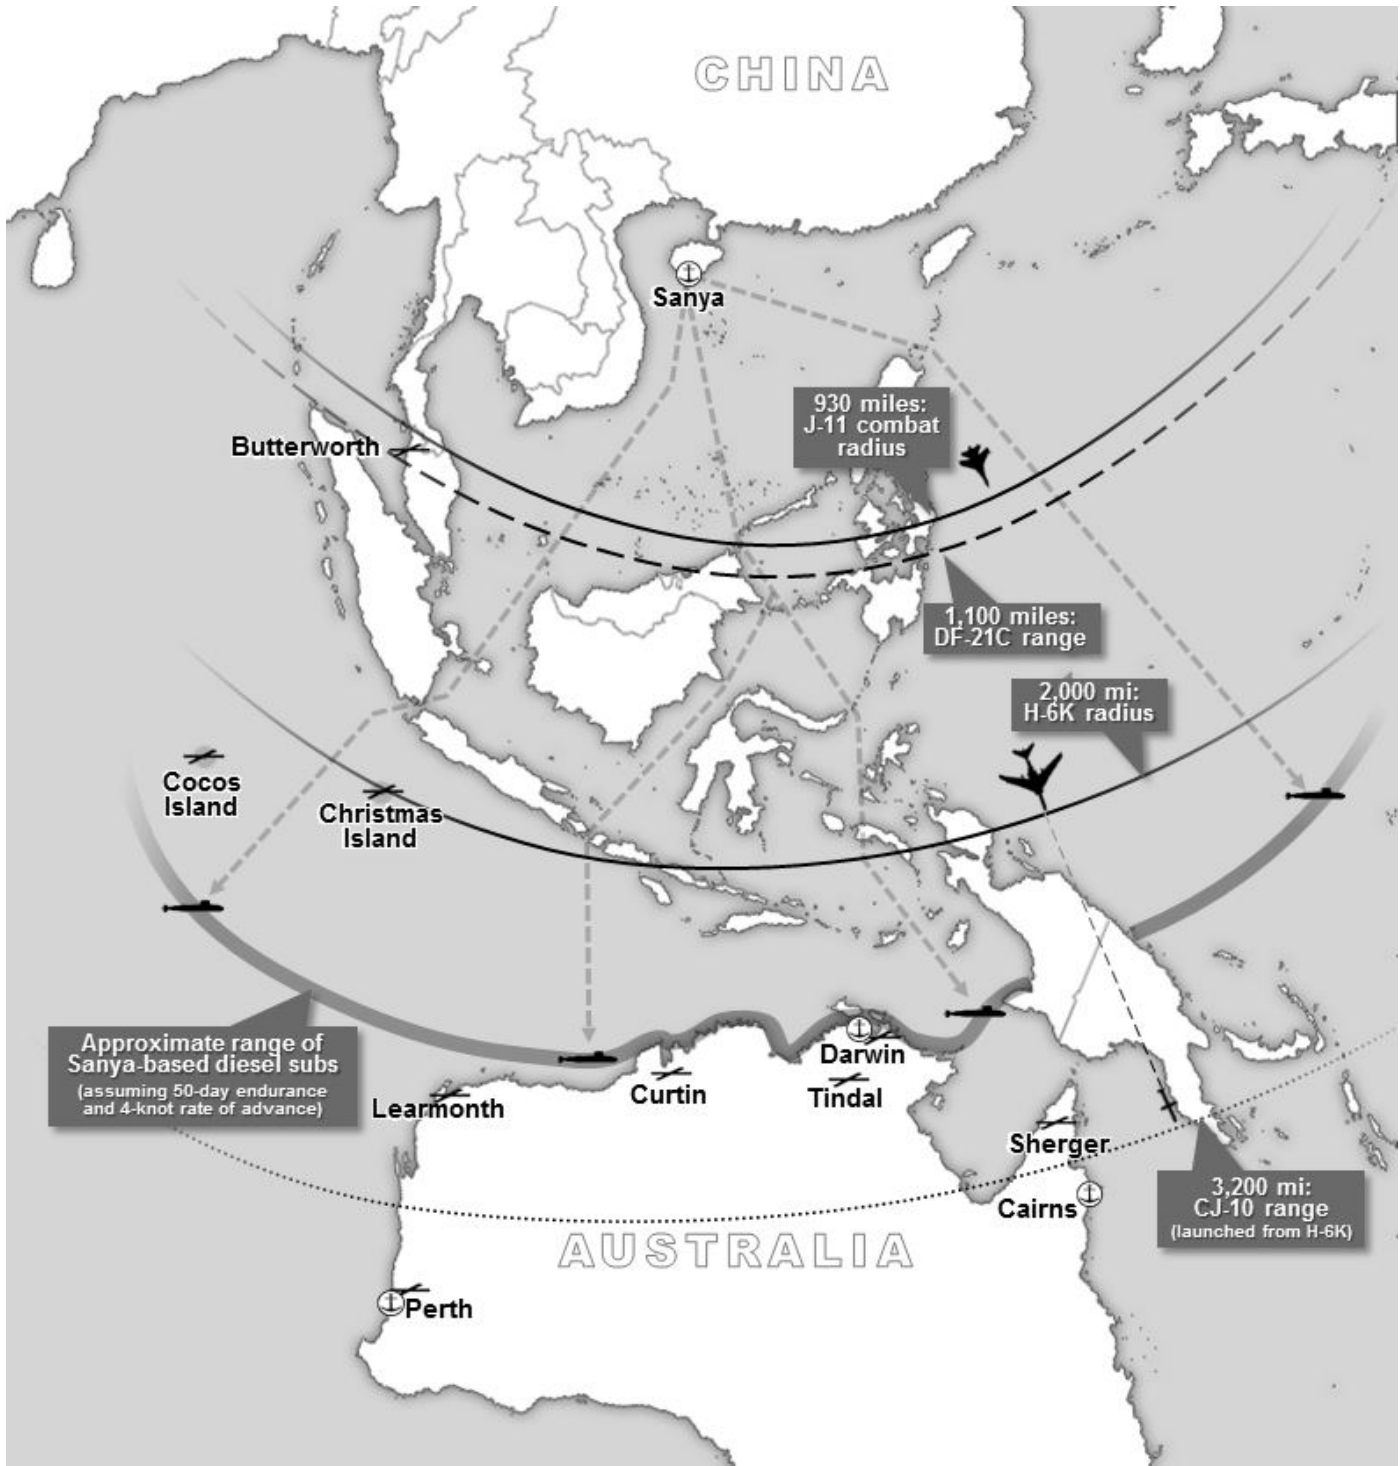 CHINA
Sanya
930 miles:
J-11 combat
radius
Butterworth
1,100 miles:
DF-21C range
2,000 mi:
H-6K radius
Cocos
Island
Christmas
Island
Approximate range of
Sanya-based diesel subs
(assuming 50-day endurance
and 4-knot rate of advance)
Darwin
Learmonth
Curtin
Tindal
Sherger
Cairns
3,200 mi:
CJ-10 range
(launched from H-6K)
AUSTRALIA
Perth